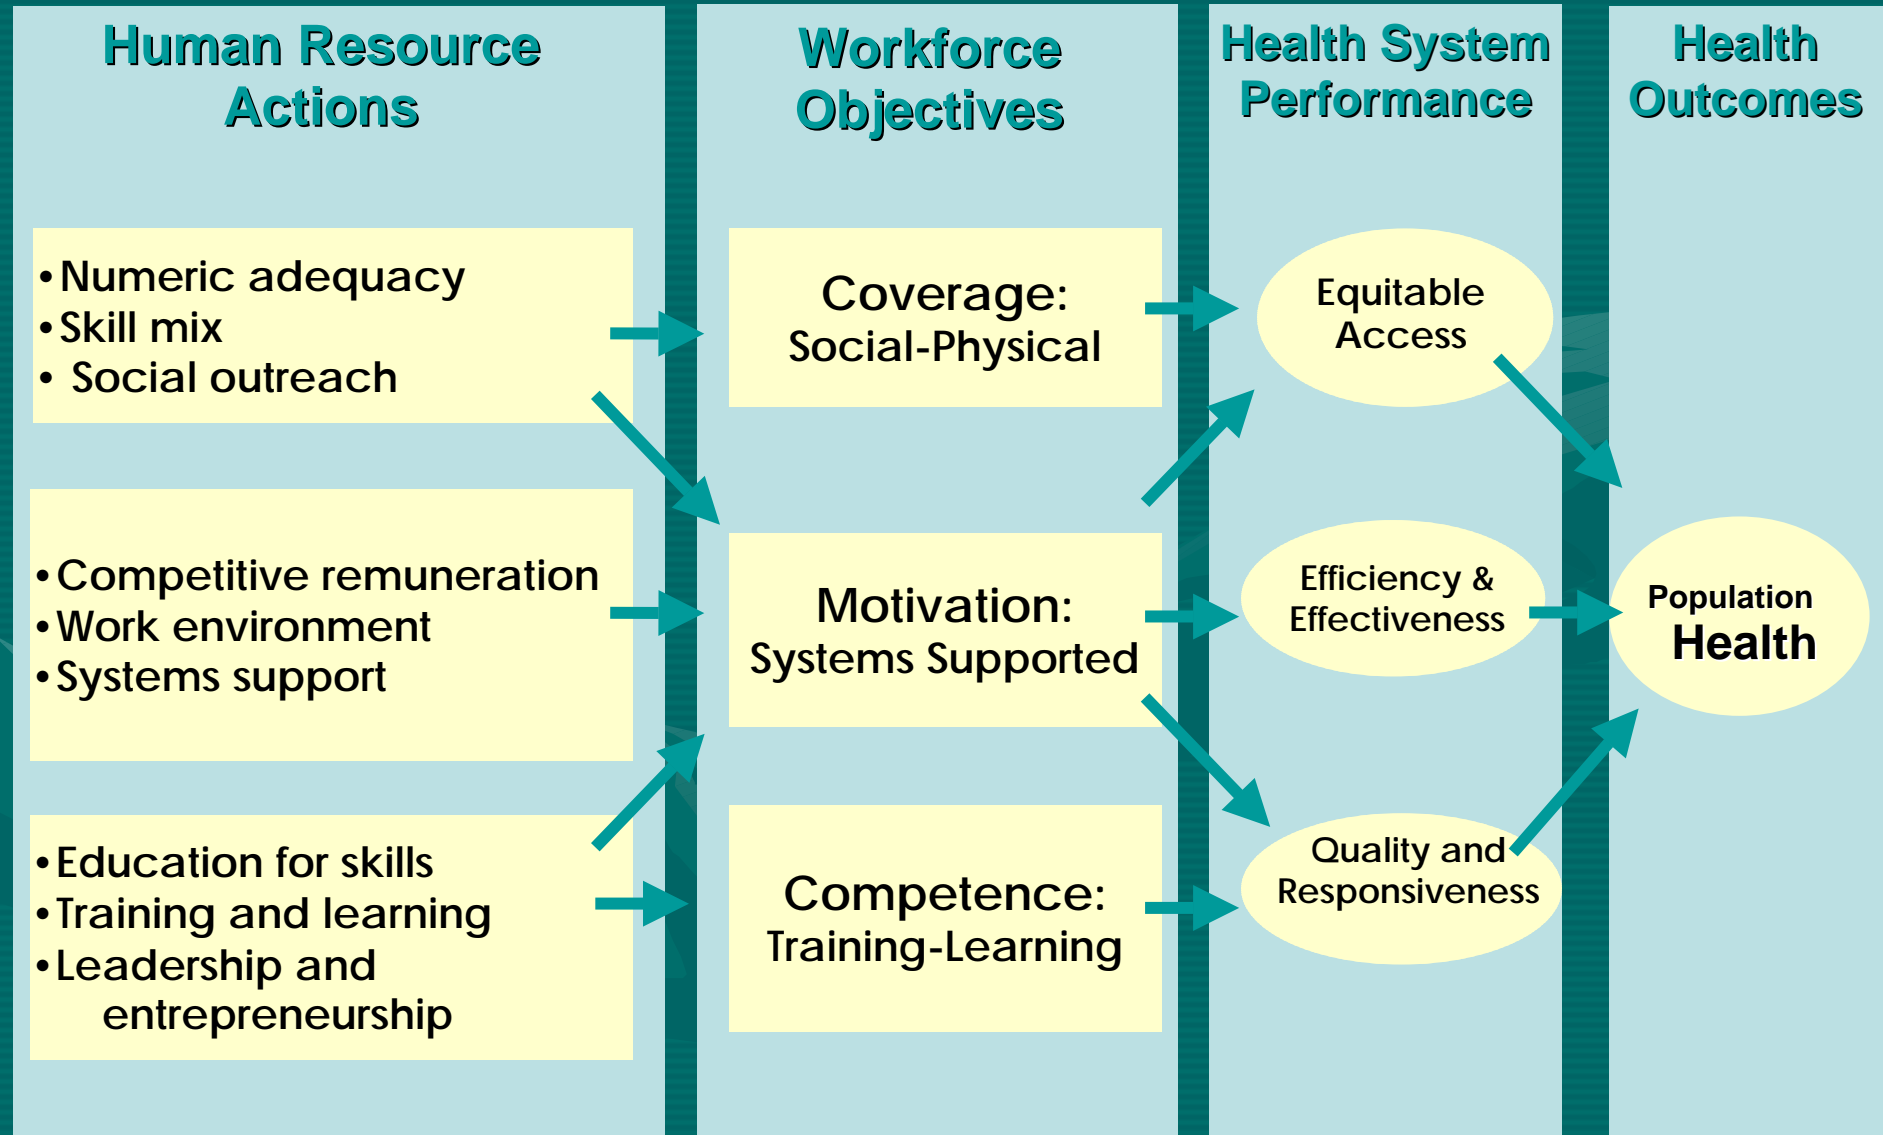 Human Resource
Actions
Workforce
Objectives
Health System
Performance
Health
Outcomes
•Numeric adequacy
•Skill mix
• Social outreach
•Competitive remuneration
•Work environment
•Systems support
•Education for skills
•Training and learning
•Leadership and
entrepreneurship
Coverage:
Social-Physical
Motivation:
Systems Supported
Competence:
Training-Learning
Equitable
Access
Efficiency &
Effectiveness
Quality and
Responsiveness
Population
Health